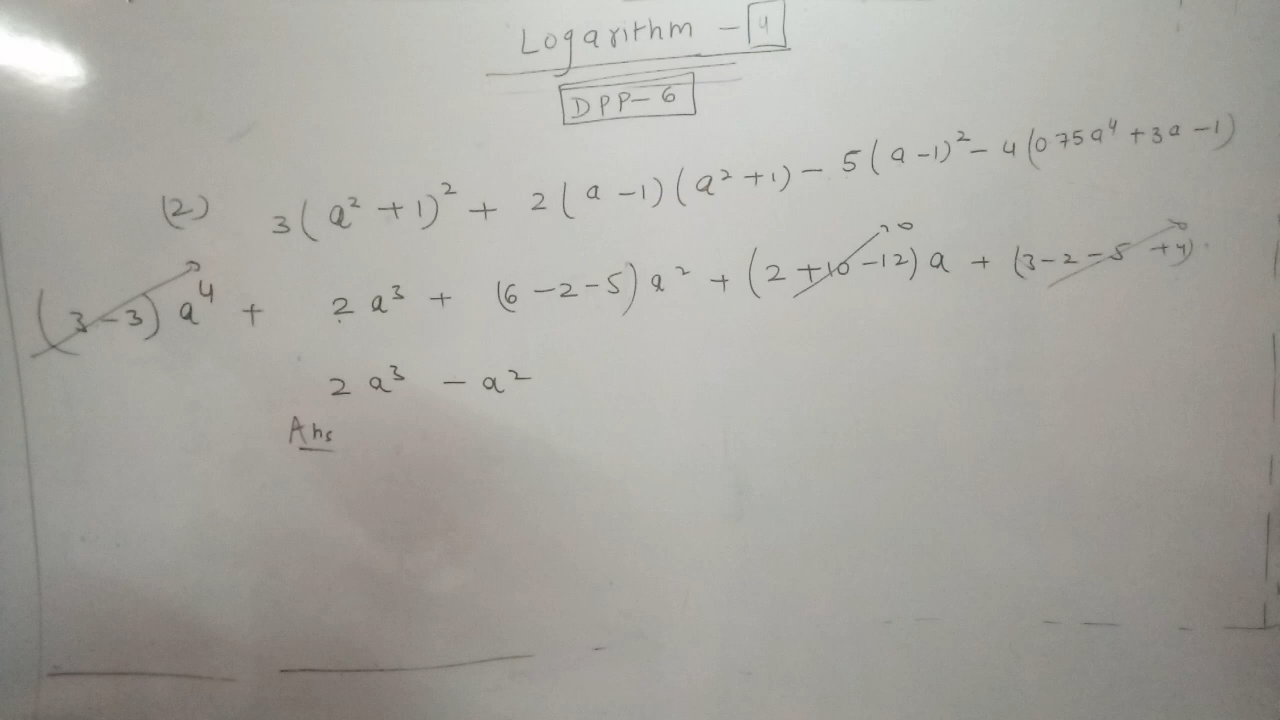 Logarithm - 4
DPP-6
(2) 3(a² + 1)² + 2(a - 1)(a² + 1) - 5(a - 1)² - 4(0.75a⁴ + 3a - 1)
(3 - 3)a⁴ + 2a³ + (6 - 2 - 5)a² + (2 + 10 - 12)a + (3 - 2 - 5 + 4)
2a³ - a²
Ans